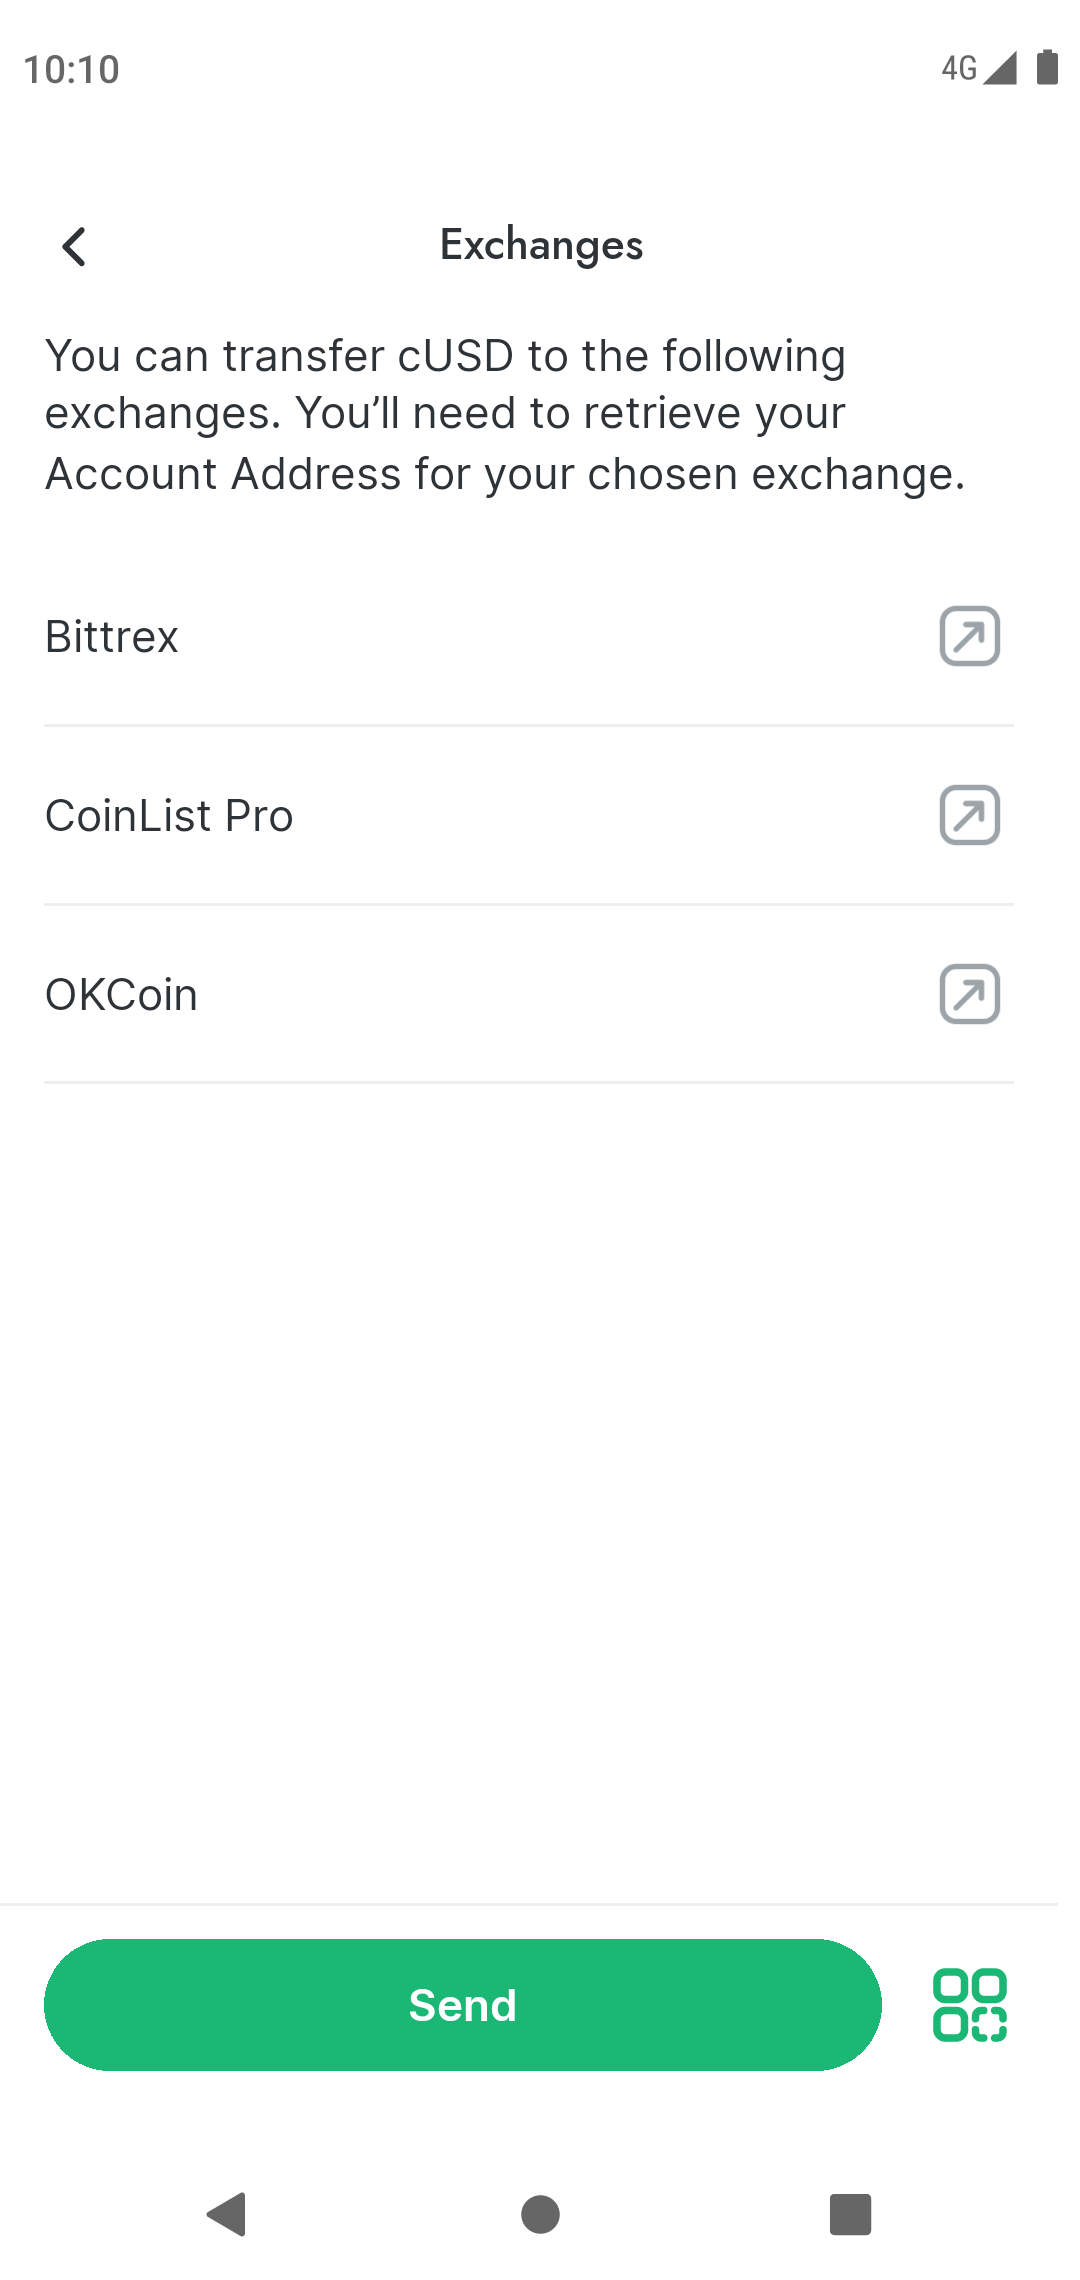 10:10
4G
Exchanges
You can transfer cUSD to the following
exchanges. You’ll need to retrieve your
Account Address for your chosen exchange.
Bittrex
CoinList Pro
OKCoin
Send